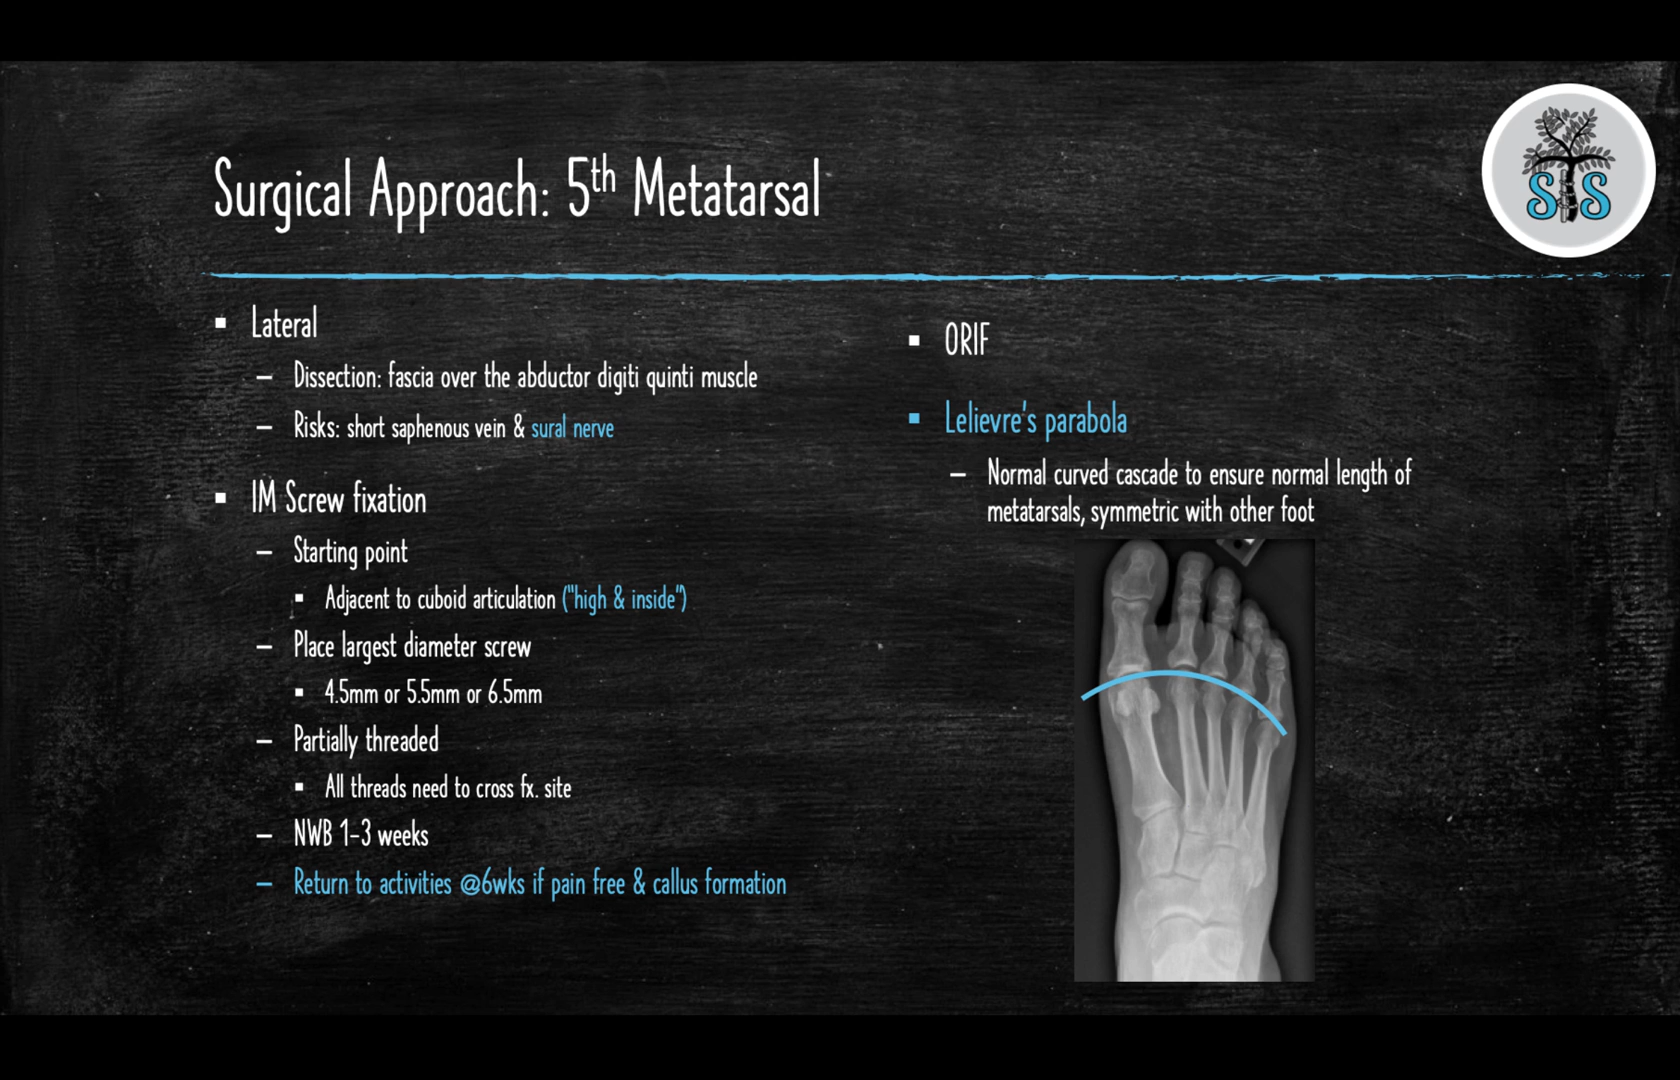 Surgical Approach: 5th Metatarsal
SIS
▪ Lateral
– Dissection: fascia over the abductor digiti quinti muscle
– Risks: short saphenous vein & sural nerve
▪ IM Screw fixation
– Starting point
▪ Adjacent to cuboid articulation ("high & inside")
– Place largest diameter screw
▪ 4.5mm or 5.5mm or 6.5mm
– Partially threaded
▪ All threads need to cross fx. site
– NWB 1-3 weeks
– Return to activities @6wks if pain free & callus formation
▪ ORIF
▪ Lelievre's parabola
– Normal curved cascade to ensure normal length of
metatarsals, symmetric with other foot